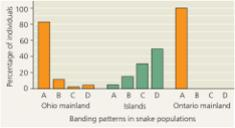 Percentage of individuals
100
80
60
40
20
0
A B C D A B C D A B C D
Ohio mainland Islands Ontario mainland
Banding patterns in snake populations